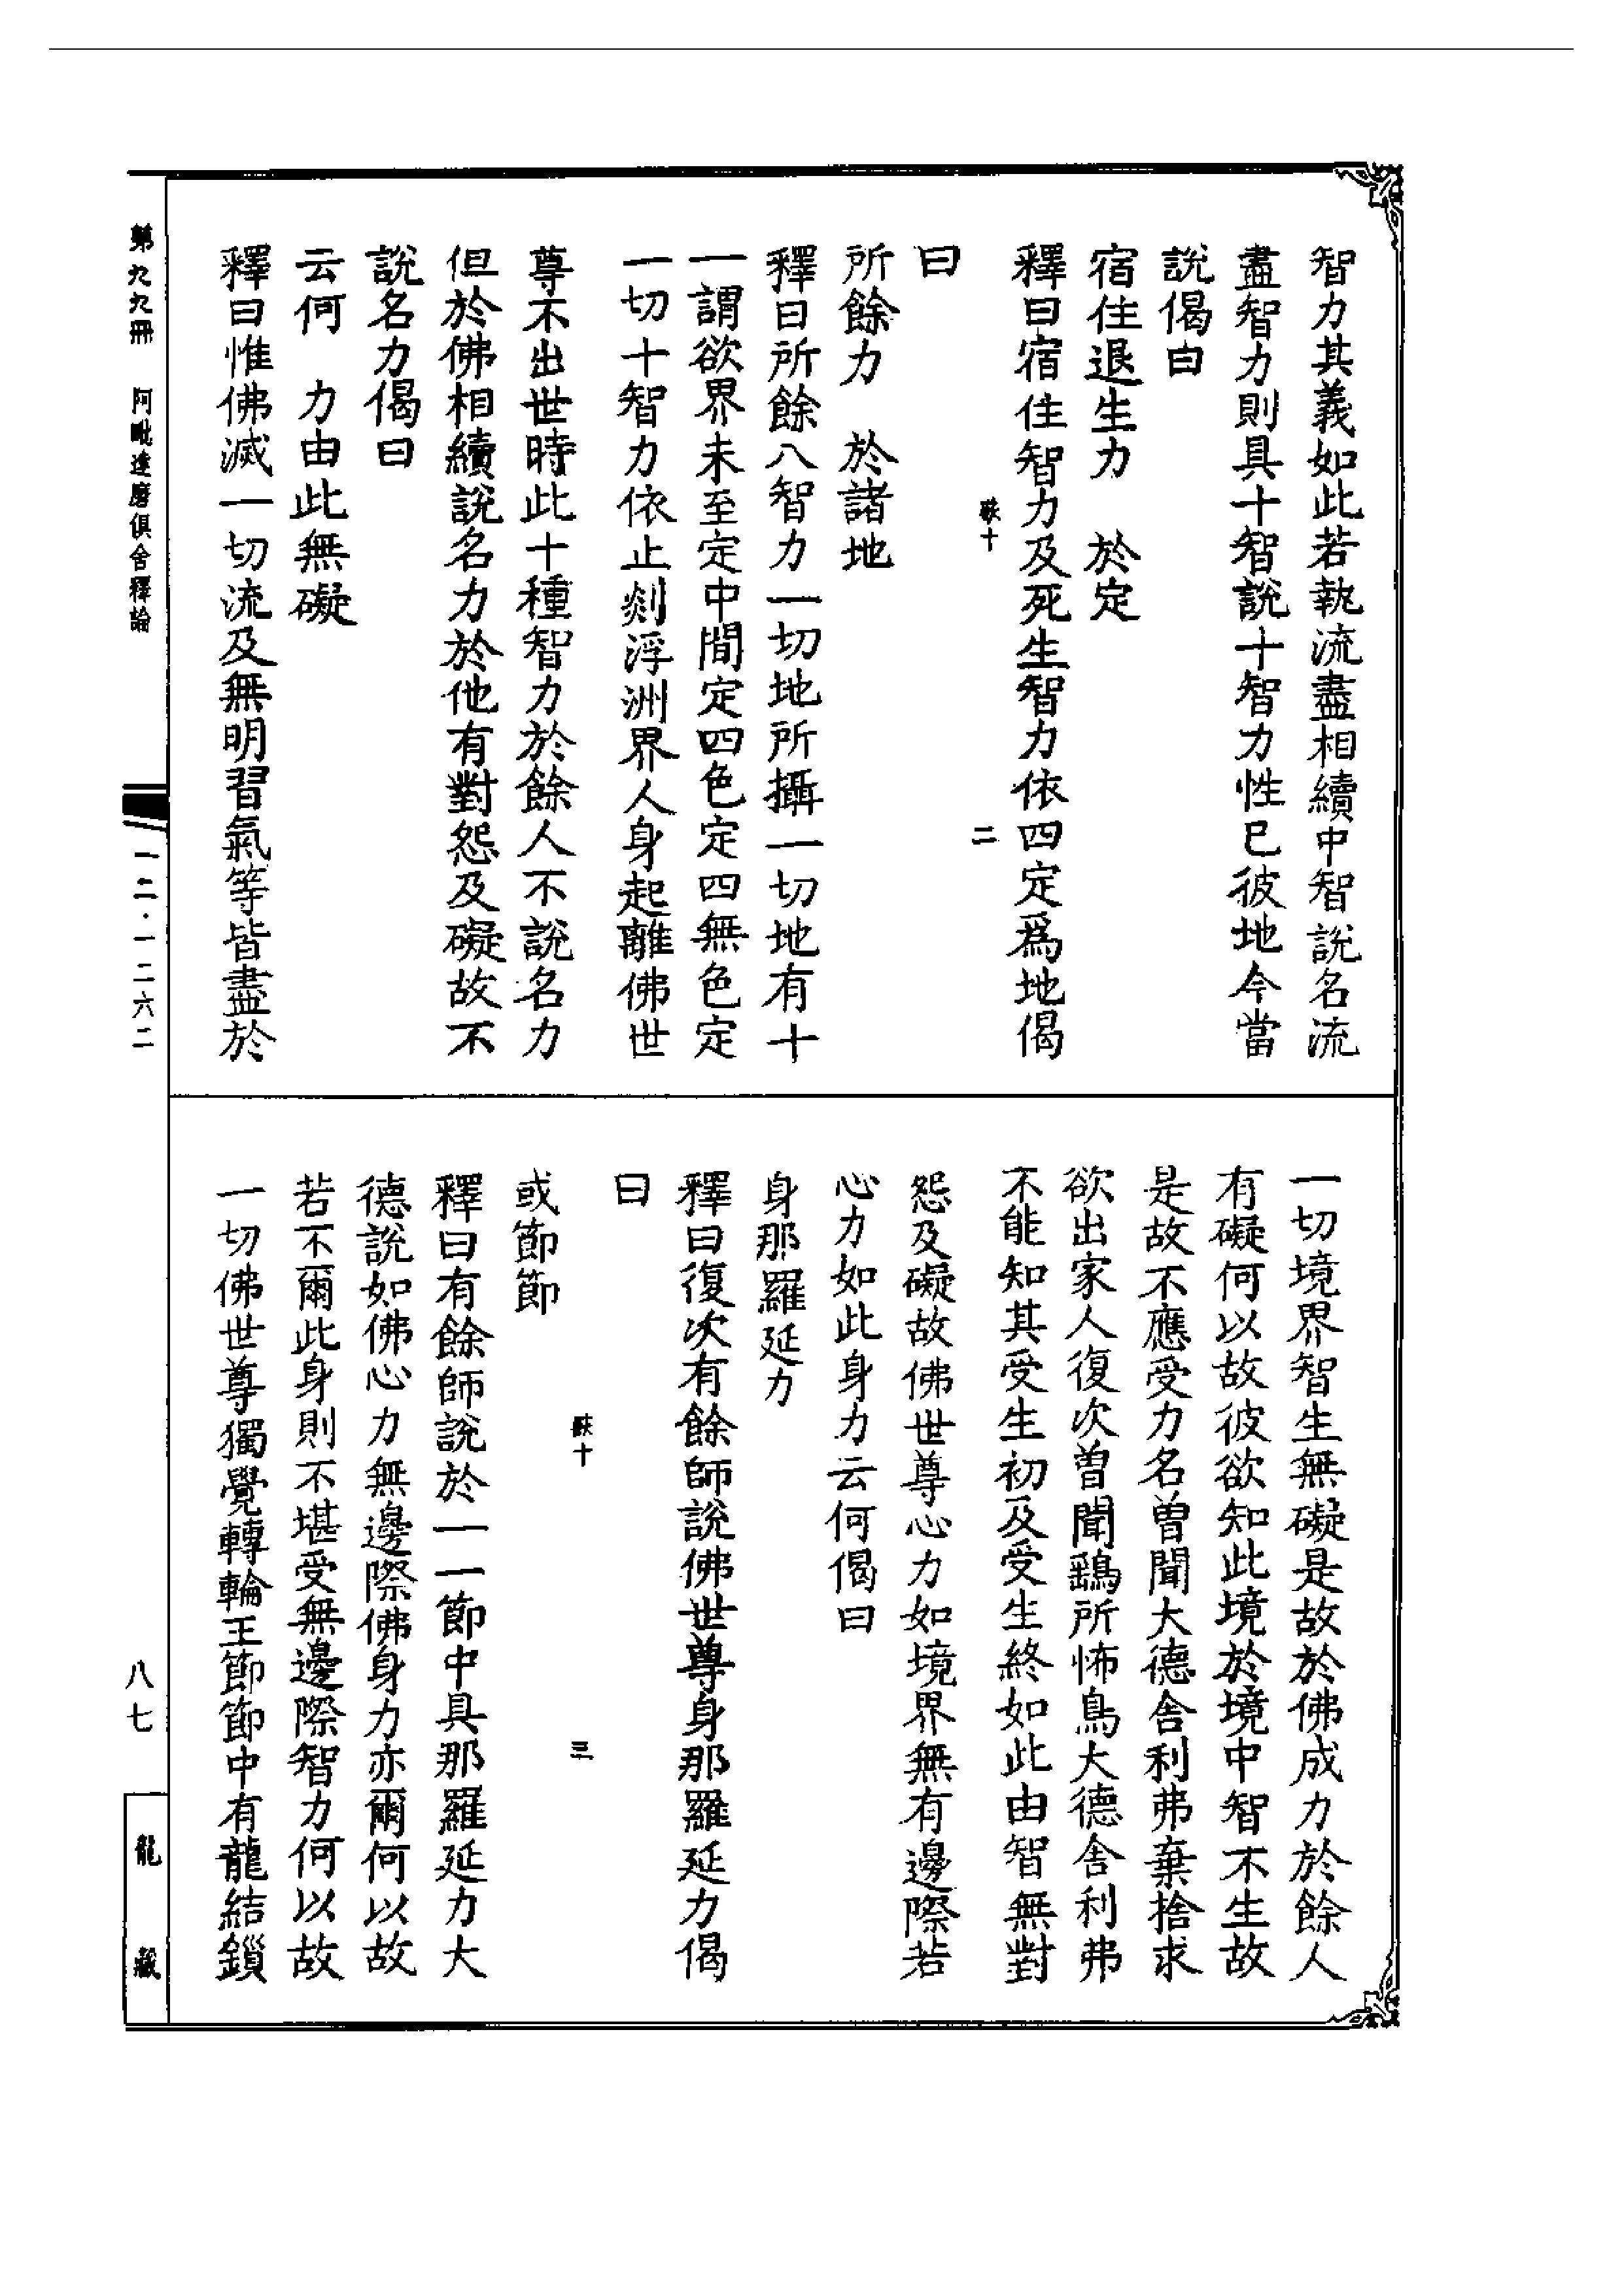 智力其義如此若執流盡相續中智說名流
盡智力則具十智說十智力性已彼地今當
說偈曰
宿住退生力　於定
釋曰宿住智力及死生智力依四定爲地偈
二
曰
所餘力　於諸地
釋曰所餘八智力一切地所攝一切地有十
一謂欲界未至定中間定四色定四無色定
一切十智力依止剡浮洲界人身起離佛世
尊不出世時此十種智力於餘人不說名力
但於佛相續說名力於他有對怨及礙故不
說名力偈曰
云何　力由此無礙
釋曰惟佛滅一切流及無明習氣等皆盡於
一切境界智生無礙是故於佛成力於餘人
有礙何以故彼欲知此境於境中智不生故
是故不應受力名曾聞大德舍利弗棄捨求
欲出家人復次曾聞鷂所怖鳥大德舍利弗
不能知其受生初及受生終如此由智無對
怨及礙故佛世尊心力如境界無有邊際若
心力如此身力云何偈曰
身那羅延力
釋曰復次有餘師說佛世尊身那羅延力偈
曰
三
或節節
釋曰有餘師說於一一節中具那羅延力大
德說如佛心力無邊際佛身力亦爾何以故
若不爾此身則不堪受無邊際智力何以故
一切佛世尊獨覺轉輪王節節中有龍結鎖
第九九冊　阿毗達磨俱舍釋論
一二·一二六二
八七
龍藏